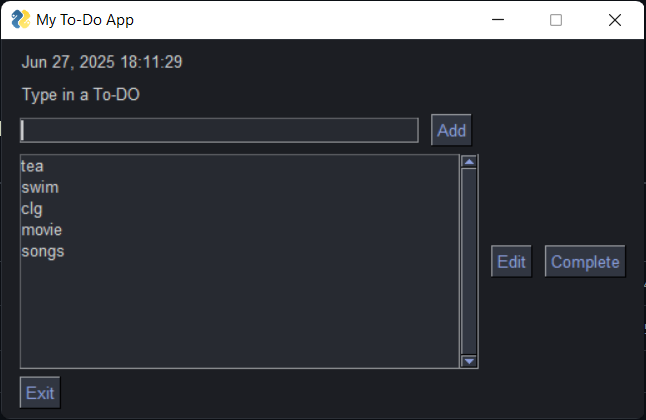 My To-Do App
Jun 27, 2025 18:11:29
Type in a To-DO
Add
tea
swim
clg
movie
songs
Edit Complete
Exit